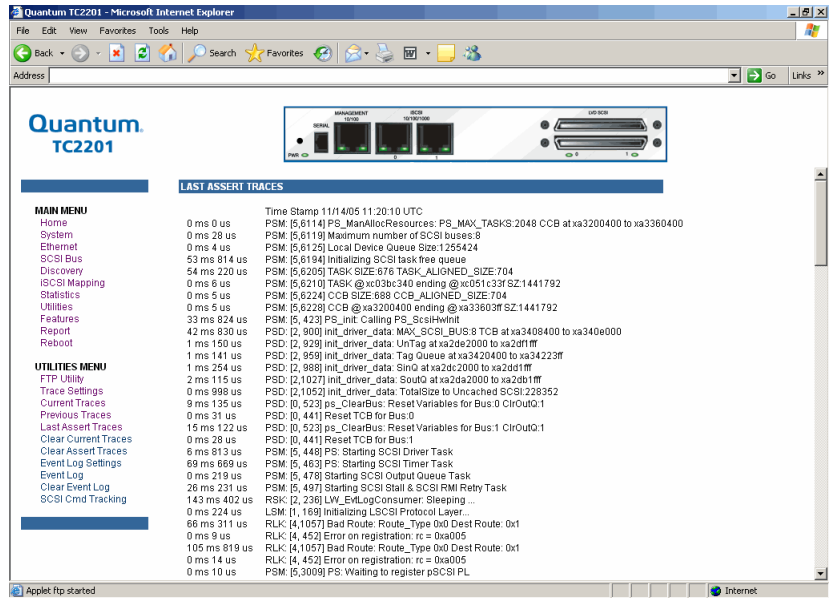 Quantum TC2201 - Microsoft Internet Explorer
File Edit View Favorites Tools Help
Back Search Favorites
Address Go Links »
Quantum.
TC2201
MANAGEMENT 10/100
iSCSI 10/100/1000
LVD SCSI
SERIAL
PWR 0 1 0 1
LAST ASSERT TRACES
MAIN MENU
Home
System
Ethernet
SCSI Bus
Discovery
iSCSI Mapping
Statistics
Utilities
Features
Report
Reboot
UTILITIES MENU
FTP Utility
Trace Settings
Current Traces
Previous Traces
Last Assert Traces
Clear Current Traces
Clear Assert Traces
Event Log Settings
Event Log
Clear Event Log
SCSI Cmd Tracking
Time Stamp 11/14/05 11:20:10 UTC
0 ms 0 us PSM: [5,6114] PS_ManAllocResources: PS_MAX_TASKS:2048 CCB at xa3200400 to xa3360400
0 ms 28 us PSM: [5,6119] Maximum number of SCSI buses:8
0 ms 4 us PSM: [5,6125] Local Device Queue Size:1255424
53 ms 814 us PSM: [5,6194] Initializing SCSI task free queue
54 ms 220 us PSM: [5,6205] TASK SIZE:676 TASK_ALIGNED_SIZE:704
0 ms 6 us PSM: [5,6210] TASK @ xc03bc340 ending @ xc051c33f SZ:1441792
0 ms 5 us PSM: [5,6224] CCB SIZE:688 CCB_ALIGNED_SIZE:704
0 ms 5 us PSM: [5,6228] CCB @ xa3200400 ending @ xa33603ff SZ:1441792
33 ms 824 us PSM: [5, 423] PS_init: Calling PS_ScsiHwInit
42 ms 830 us PSD: [2, 900] init_driver_data: MAX_SCSI_BUS:8 TCB at xa3408400 to xa340e000
1 ms 150 us PSD: [2, 929] init_driver_data: UnTag at xa2de2000 to xa2df1fff
1 ms 141 us PSD: [2, 959] init_driver_data: Tag Queue at xa3420400 to xa34223ff
1 ms 254 us PSD: [2, 988] init_driver_data: SinQ at xa2dc2000 to xa2dd1fff
2 ms 115 us PSD: [2,1027] init_driver_data: SoutQ at xa2da2000 to xa2db1fff
0 ms 998 us PSD: [2,1052] init_driver_data: TotalSize to Uncached SCSI:228352
9 ms 135 us PSD: [0, 523] ps_ClearBus: Reset Variables for Bus:0 ClrOutQ:1
0 ms 31 us PSD: [0, 441] Reset TCB for Bus:0
15 ms 122 us PSD: [0, 523] ps_ClearBus: Reset Variables for Bus:1 ClrOutQ:1
0 ms 28 us PSD: [0, 441] Reset TCB for Bus:1
6 ms 813 us PSM: [5, 448] PS: Starting SCSI Driver Task
69 ms 669 us PSM: [5, 463] PS: Starting SCSI Timer Task
0 ms 219 us PSM: [5, 478] Starting SCSI Output Queue Task
26 ms 231 us PSM: [5, 497] Starting SCSI Stall & SCSI RMI Retry Task
143 ms 402 us RSK: [2, 236] LW_EvtLogConsumer: Sleeping ...
0 ms 224 us LSM: [1, 169] Initializing LSCSI Protocol Layer...
66 ms 311 us RLK: [4,1057] Bad Route: Route_Type 0x0 Dest Route: 0x1
0 ms 9 us RLK: [4, 452] Error on registration: rc = 0xa005
105 ms 819 us RLK: [4,1057] Bad Route: Route_Type 0x0 Dest Route: 0x1
0 ms 14 us RLK: [4, 452] Error on registration: rc = 0xa005
0 ms 10 us PSM: [5,3009] PS: Waiting to register pSCSI PL
Applet ftp started Internet